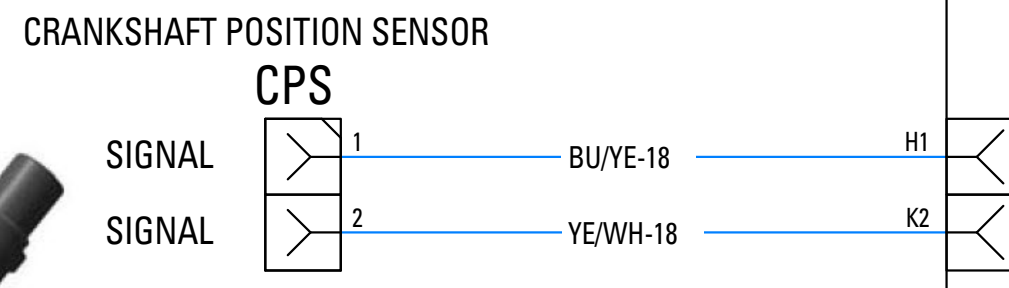 CRANKSHAFT POSITION SENSOR
CPS
SIGNAL 1 BU/YE-18 H1
SIGNAL 2 YE/WH-18 K2